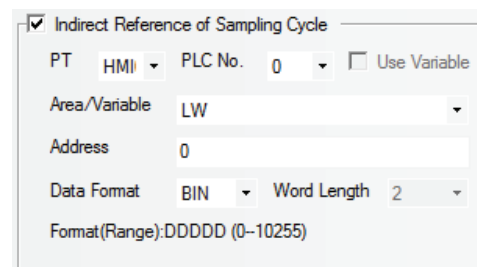 Indirect Reference of Sampling Cycle
PT HMI PLC No. 0 Use Variable
Area/Variable LW
Address 0
Data Format BIN Word Length 2
Format(Range):DDDDD (0--10255)